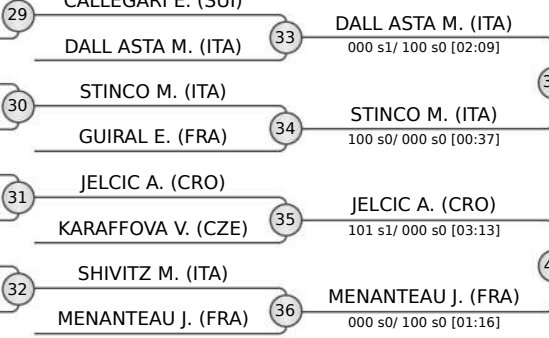 29
CALLEGARI E. (SUI)
DALL ASTA M. (ITA)
33
DALL ASTA M. (ITA)
000 s1/ 100 s0 [02:09]
30
STINCO M. (ITA)
GUIRAL E. (FRA)
34
STINCO M. (ITA)
100 s0/ 000 s0 [00:37]
31
JELCIC A. (CRO)
KARAFFOVA V. (CZE)
35
JELCIC A. (CRO)
101 s1/ 000 s0 [03:13]
32
SHIVITZ M. (ITA)
MENANTEAU J. (FRA)
36
MENANTEAU J. (FRA)
000 s0/ 100 s0 [01:16]